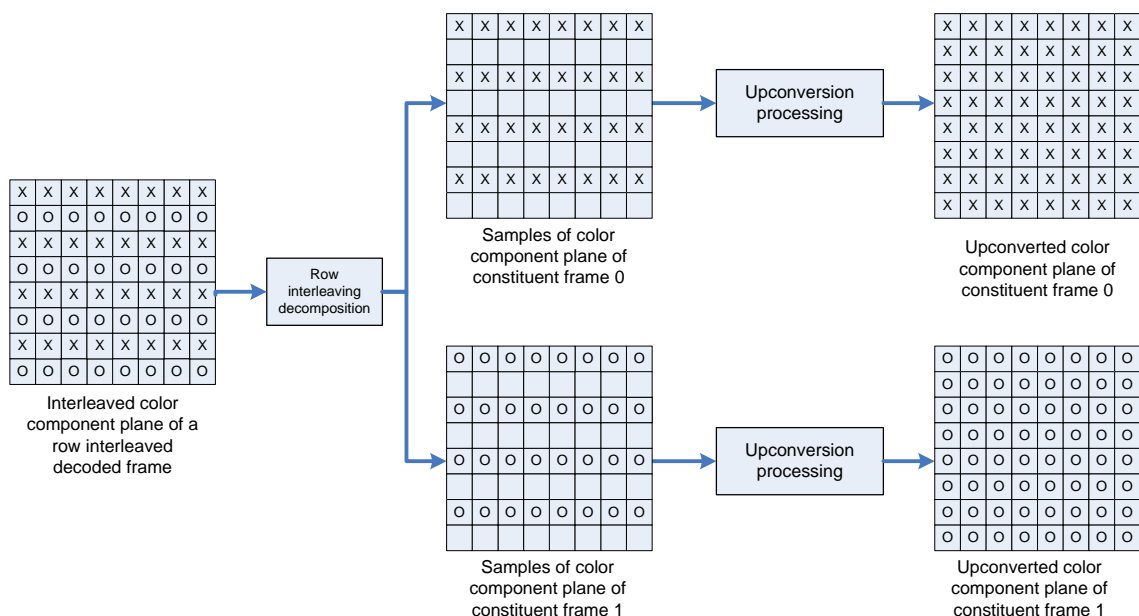 X X X X X X X X
X X X X X X X X
X X X X X X X X
X X X X X X X X
Samples of color
component plane of
constituent frame 0
Upconversion
processing
X X X X X X X X
X X X X X X X X
X X X X X X X X
X X X X X X X X
X X X X X X X X
X X X X X X X X
X X X X X X X X
X X X X X X X X
Upconverted color
component plane of
constituent frame 0
X X X X X X X X
O O O O O O O O
X X X X X X X X
O O O O O O O O
X X X X X X X X
O O O O O O O O
X X X X X X X X
O O O O O O O O
Interleaved color
component plane of a
row interleaved
decoded frame
Row
interleaving
decomposition
O O O O O O O O
O O O O O O O O
O O O O O O O O
O O O O O O O O
Samples of color
component plane of
constituent frame 1
Upconversion
processing
O O O O O O O O
O O O O O O O O
O O O O O O O O
O O O O O O O O
O O O O O O O O
O O O O O O O O
O O O O O O O O
O O O O O O O O
Upconverted color
component plane of
constituent frame 1